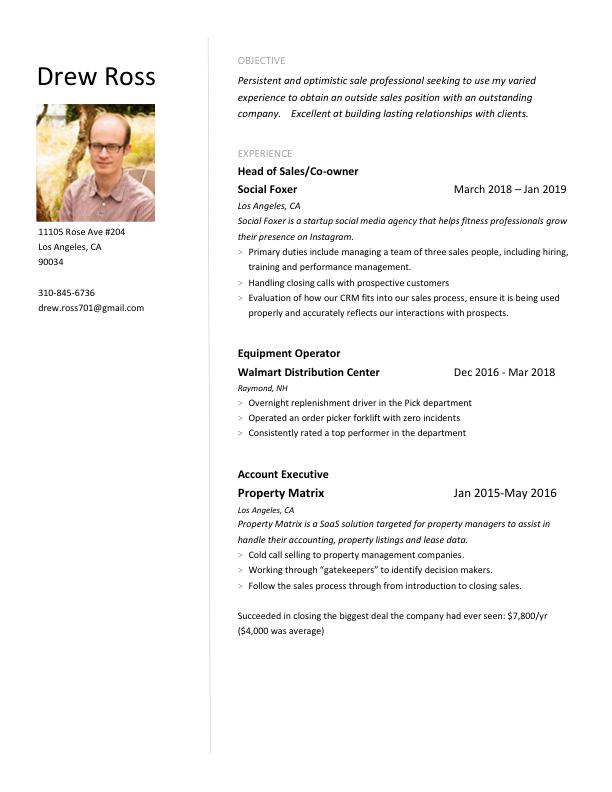 Drew Ross
11105 Rose Ave #204
Los Angeles, CA
90034
310-845-6736
drew.ross701@gmail.com
OBJECTIVE
Persistent and optimistic sale professional seeking to use my varied
experience to obtain an outside sales position with an outstanding
company. Excellent at building lasting relationships with clients.
EXPERIENCE
Head of Sales/Co-owner
Social Foxer March 2018 – Jan 2019
Los Angeles, CA
Social Foxer is a startup social media agency that helps fitness professionals grow
their presence on Instagram.
> Primary duties include managing a team of three sales people, including hiring,
training and performance management.
> Handling closing calls with prospective customers
> Evaluation of how our CRM fits into our sales process, ensure it is being used
properly and accurately reflects our interactions with prospects.
Equipment Operator
Walmart Distribution Center Dec 2016 - Mar 2018
Raymond, NH
> Overnight replenishment driver in the Pick department
> Operated an order picker forklift with zero incidents
> Consistently rated a top performer in the department
Account Executive
Property Matrix Jan 2015-May 2016
Los Angeles, CA
Property Matrix is a SaaS solution targeted for property managers to assist in
handle their accounting, property listings and lease data.
> Cold call selling to property management companies.
> Working through “gatekeepers” to identify decision makers.
> Follow the sales process through from introduction to closing sales.
Succeeded in closing the biggest deal the company had ever seen: $7,800/yr
($4,000 was average)